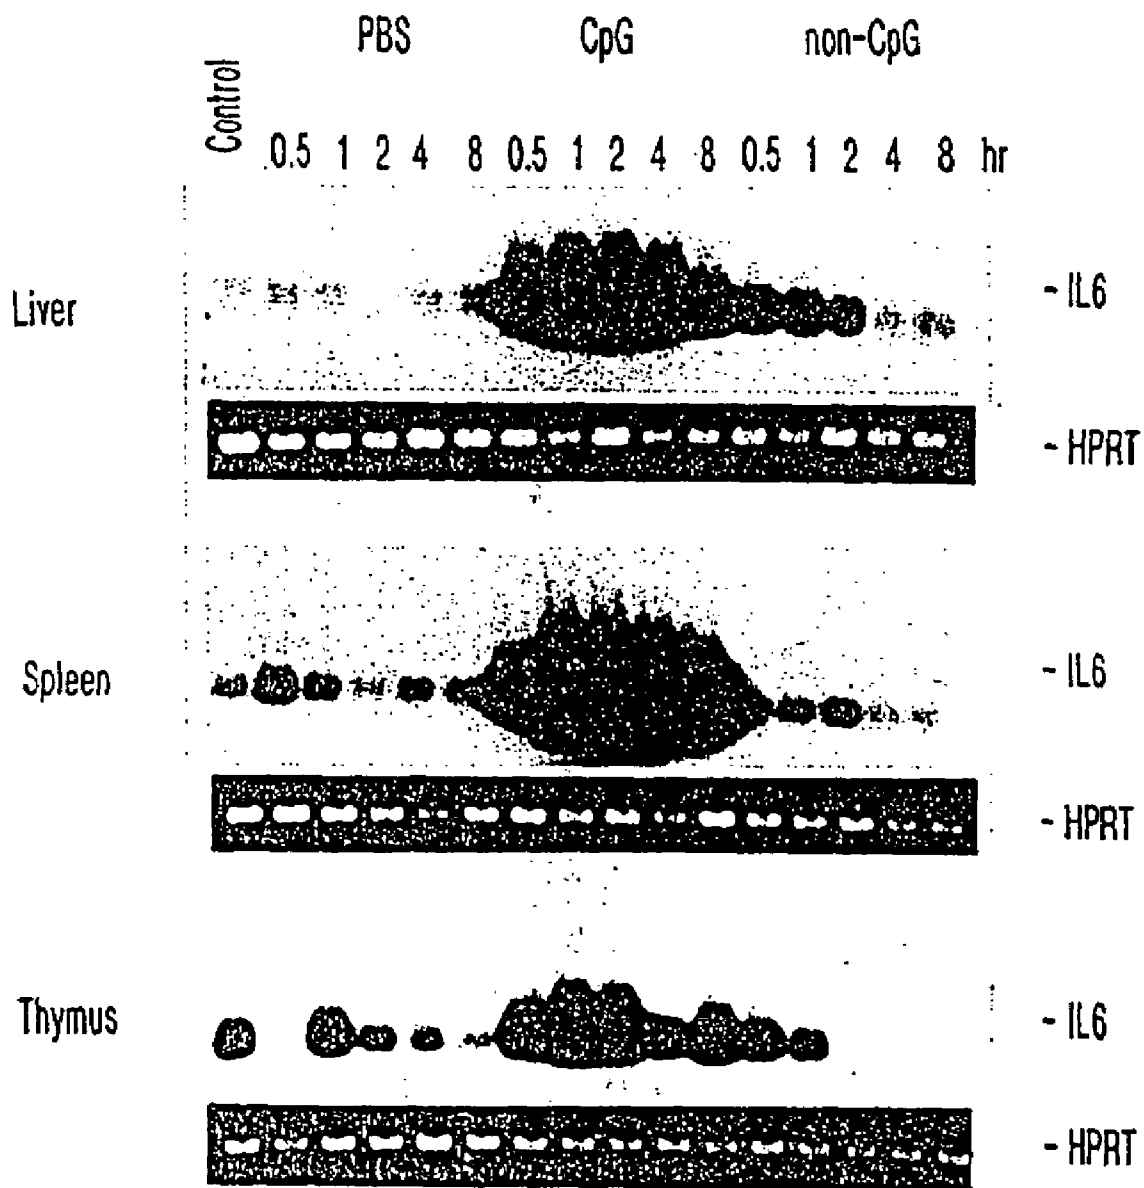 PBS CpG non-CpG
Control
0.5 1 2 4 8 0.5 1 2 4 8 0.5 1 2 4 8 hr
Liver
- IL6
- HPRT
Spleen
- IL6
- HPRT
Thymus
- IL6
- HPRT